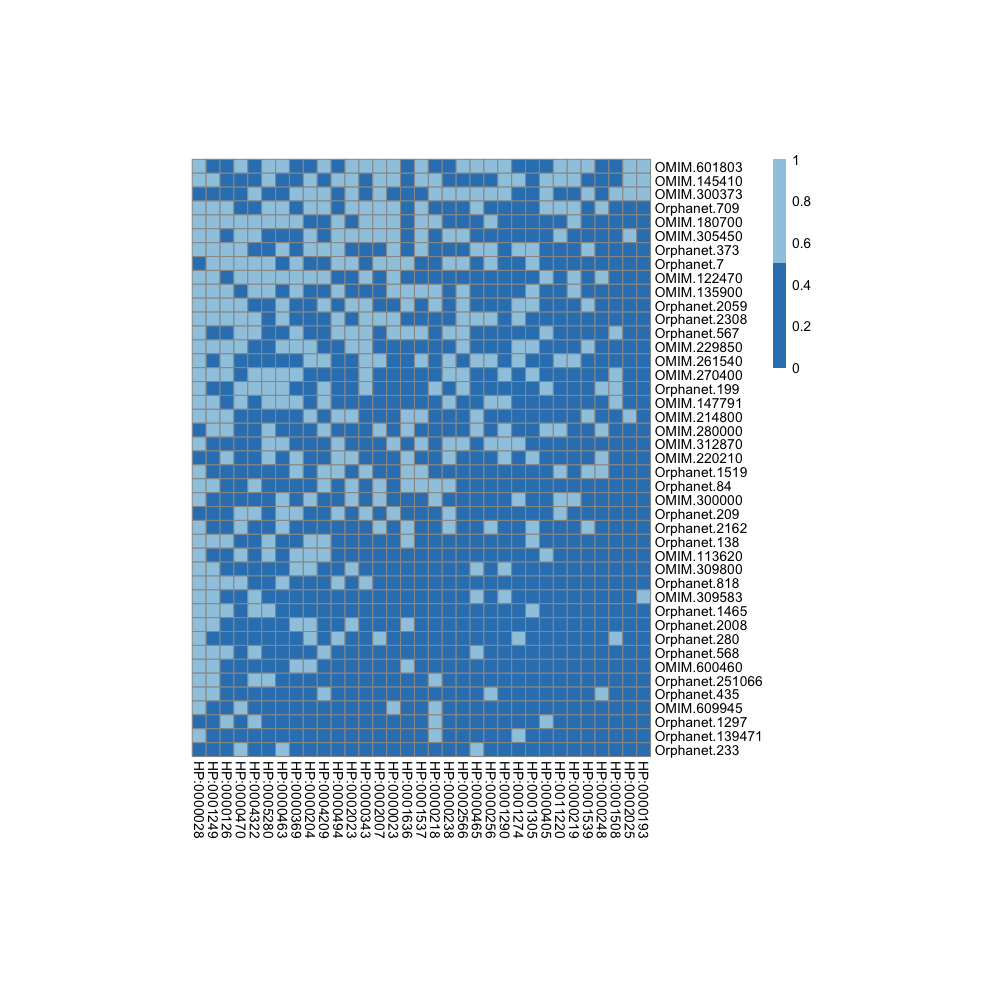 OMIM.601803
OMIM.145410
OMIM.300373
Orphanet.709
OMIM.180700
OMIM.305450
Orphanet.373
Orphanet.7
OMIM.122470
OMIM.135900
Orphanet.2059
Orphanet.2308
Orphanet.567
OMIM.229850
OMIM.261540
OMIM.270400
Orphanet.199
OMIM.147791
OMIM.214800
OMIM.280000
OMIM.312870
OMIM.220210
Orphanet.1519
Orphanet.84
OMIM.300000
Orphanet.209
Orphanet.2162
Orphanet.138
OMIM.113620
OMIM.309800
Orphanet.818
OMIM.309583
Orphanet.1465
Orphanet.2008
Orphanet.280
Orphanet.568
OMIM.600460
Orphanet.251066
Orphanet.435
OMIM.609945
Orphanet.1297
Orphanet.139471
Orphanet.233
1
0.8
0.6
0.4
0.2
0
HP:0000028
HP:0001249
HP:0000126
HP:0000470
HP:0004322
HP:0005280
HP:0000463
HP:0000369
HP:0000204
HP:0004209
HP:0000494
HP:0002023
HP:0000343
HP:0002007
HP:0000023
HP:0001636
HP:0001537
HP:0000218
HP:0000238
HP:0002566
HP:0000465
HP:0000256
HP:0001290
HP:0001274
HP:0001305
HP:0000405
HP:0011220
HP:0000219
HP:0001539
HP:0000248
HP:0001508
HP:0002025
HP:0000193